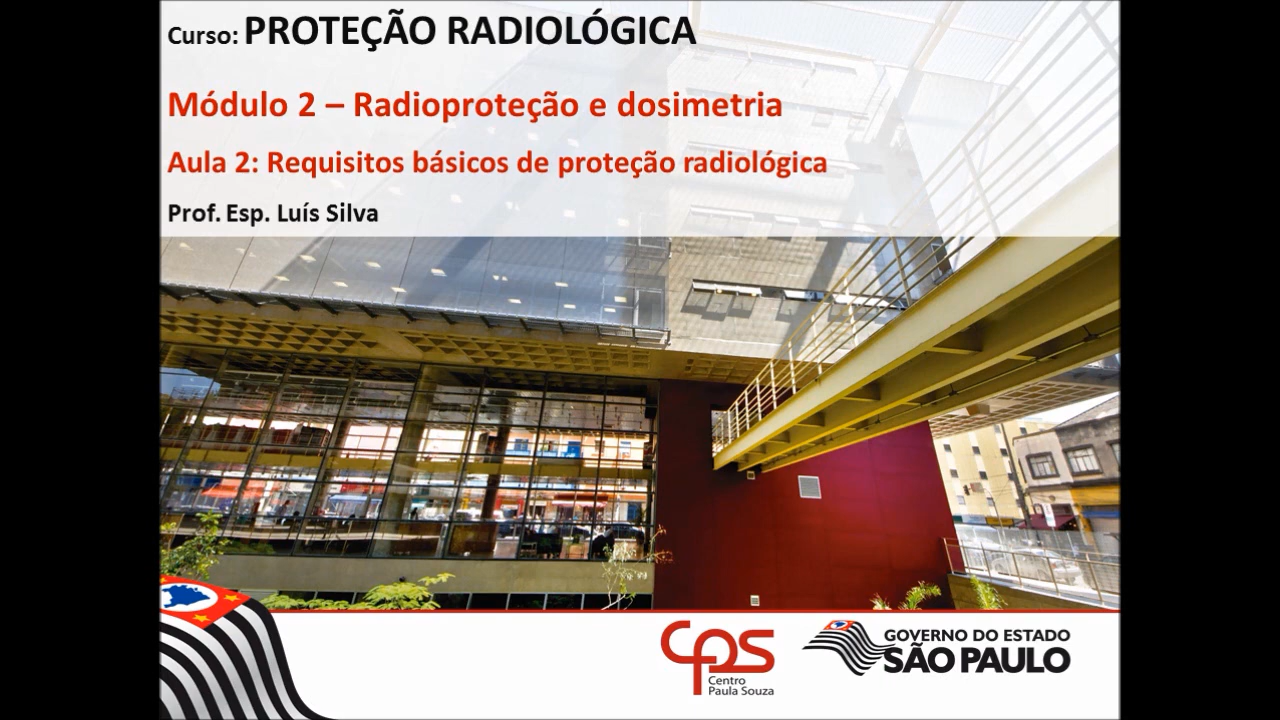 Curso: PROTEÇÃO RADIOLÓGICA
Módulo 2 – Radioproteção e dosimetria
Aula 2: Requisitos básicos de proteção radiológica
Prof. Esp. Luís Silva
cps
Centro
Paula Souza
GOVERNO DO ESTADO
SÃO PAULO